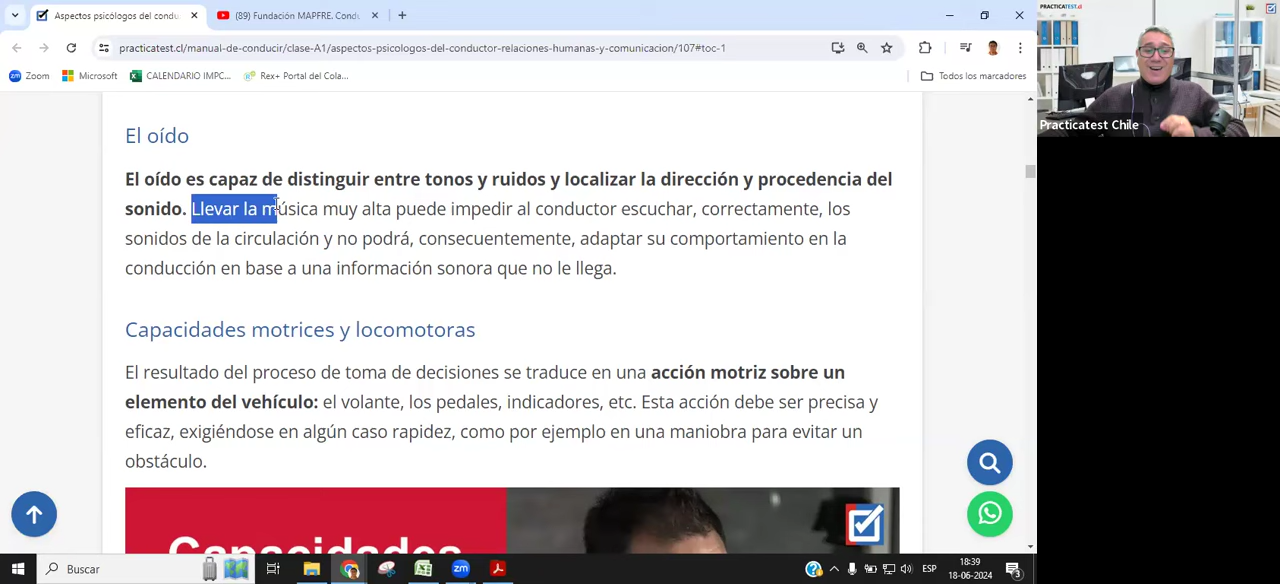 Aspectos psicólogos del condu.
(89) Fundación MAPFRE, Cond
practicatest.cl/manual-de-conducir/clase-A1/aspectos-psicologos-del-conductor-relaciones-humanas-y-comunicacion/107#toc-1
Zoom
Microsoft
CALENDARIO IMPC...
Rex+ Portal del Cola...
Todos los marcadores
PRACTICATEST.cl
Practicatest Chile
El oído
El oído es capaz de distinguir entre tonos y ruidos y localizar la dirección y procedencia del
sonido. Llevar la música muy alta puede impedir al conductor escuchar, correctamente, los
sonidos de la circulación y no podrá, consecuentemente, adaptar su comportamiento en la
conducción en base a una información sonora que no le llega.
Capacidades motrices y locomotoras
El resultado del proceso de toma de decisiones se traduce en una acción motriz sobre un
elemento del vehículo: el volante, los pedales, indicadores, etc. Esta acción debe ser precisa y
eficaz, exigiéndose en algún caso rapidez, como por ejemplo en una maniobra para evitar un
obstáculo.
Capacidades
Buscar
ESP
18:39
18-06-2024
3